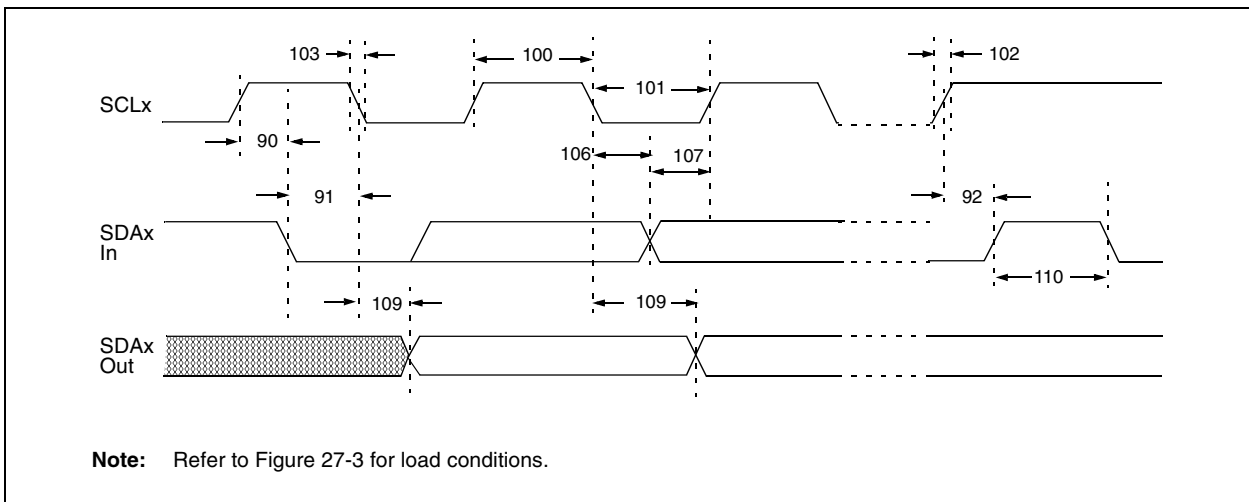 103
100
102
SCLx
101
90
106
107
91
92
SDAx
In
110
109
109
SDAx
Out
Note: Refer to Figure 27-3 for load conditions.